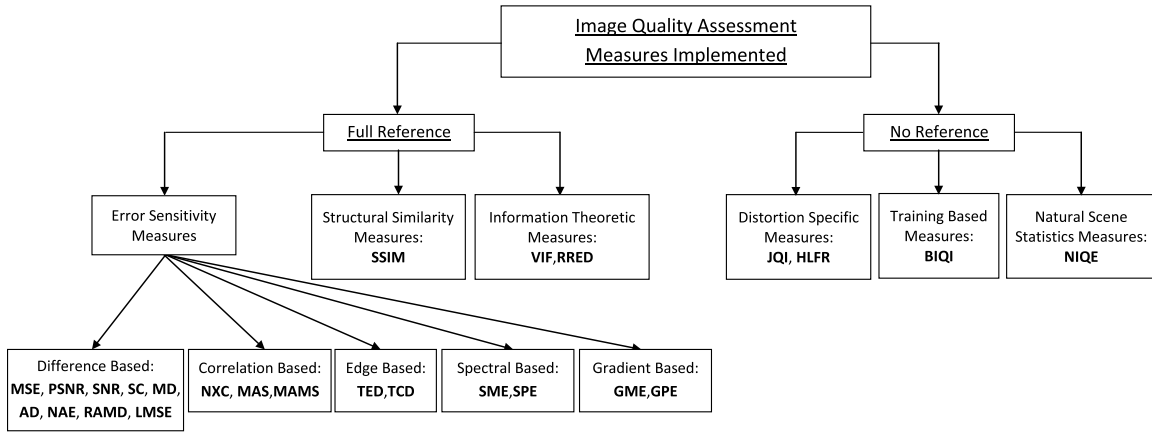 Image Quality Assessment
Measures Implemented
Full Reference
No Reference
Error Sensitivity
Measures
Structural Similarity
Measures:
SSIM
Information Theoretic
Measures:
VIF,RRED
Distortion Specific
Measures:
JQI, HLFR
Training Based
Measures:
BIQI
Natural Scene
Statistics Measures:
NIQE
Difference Based:
MSE, PSNR, SNR, SC, MD,
AD, NAE, RAMD, LMSE
Correlation Based:
NXC, MAS,MAMS
Edge Based:
TED,TCD
Spectral Based:
SME,SPE
Gradient Based:
GME,GPE